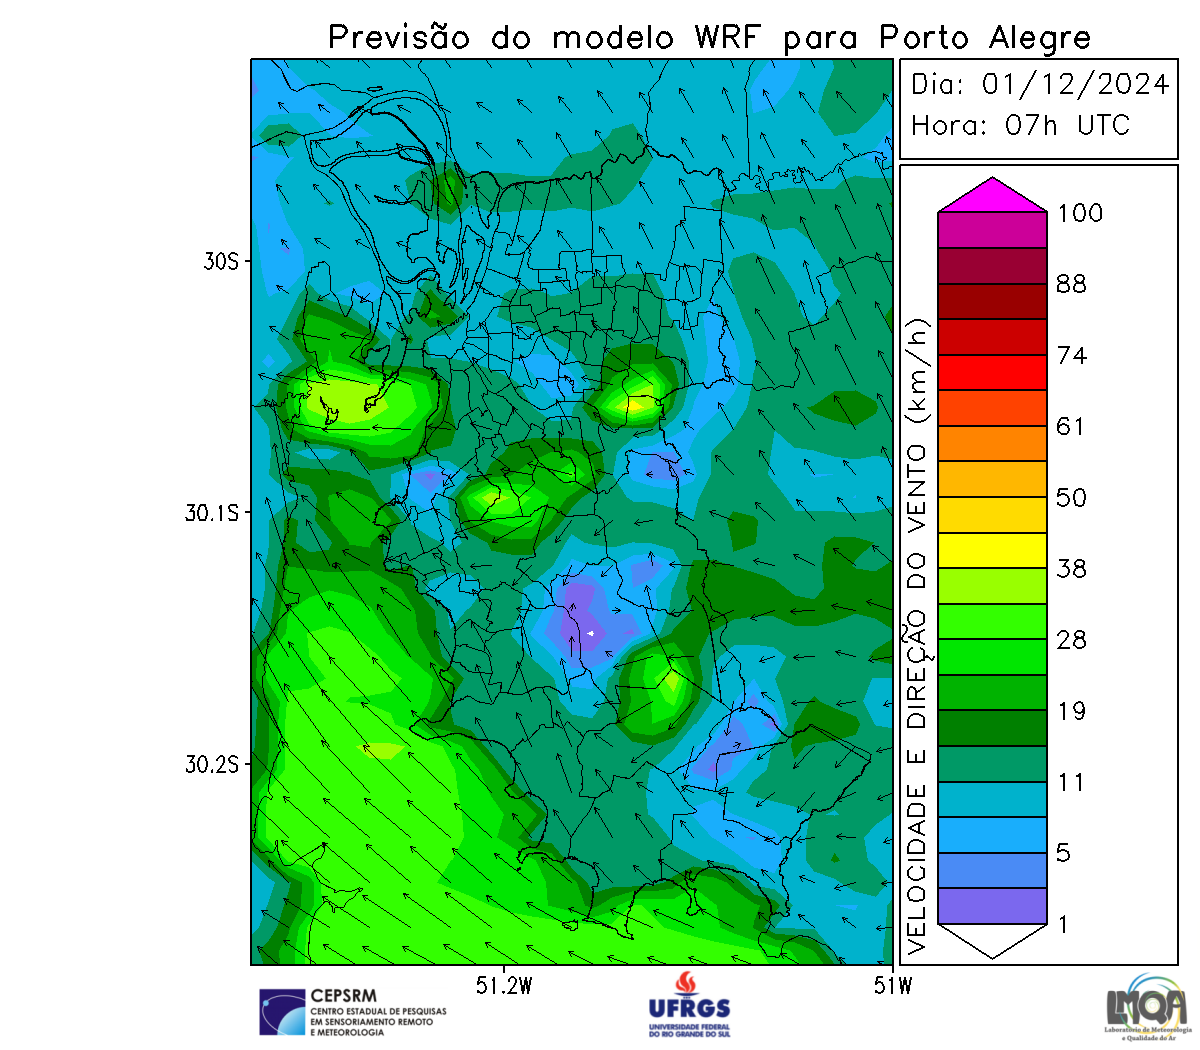 Previsão do modelo WRF para Porto Alegre
Dia: 01/12/2024
Hora: 07h UTC
30S
30.1S
30.2S
51.2W
51W
VELOCIDADE E DIREÇÃO DO VENTO (km/h)
100
88
74
61
50
38
28
19
11
5
1
CEPSRM
CENTRO ESTADUAL DE PESQUISAS
EM SENSORIAMENTO REMOTO
E METEOROLOGIA
UFRGS
UNIVERSIDADE FEDERAL
DO RIO GRANDE DO SUL
LMQA
Laboratório de Meteorologia
e Qualidade do Ar